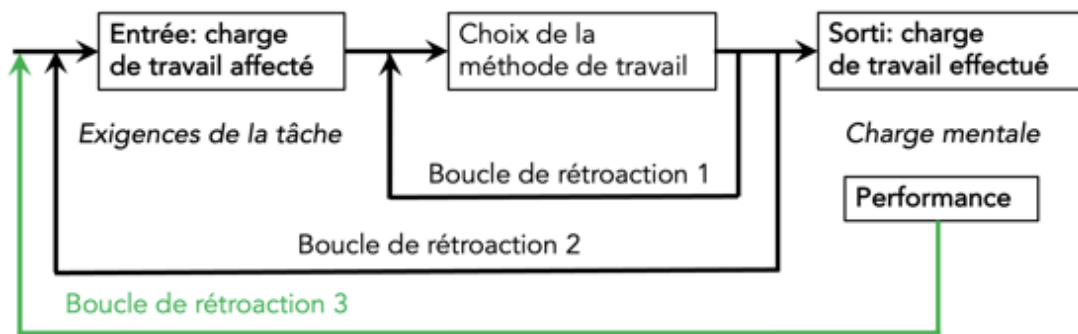 Entrée: charge
de travail affecté
Choix de la
méthode de travail
Sorti: charge
de travail effectué
Exigences de la tâche
Charge mentale
Boucle de rétroaction 1
Performance
Boucle de rétroaction 2
Boucle de rétroaction 3